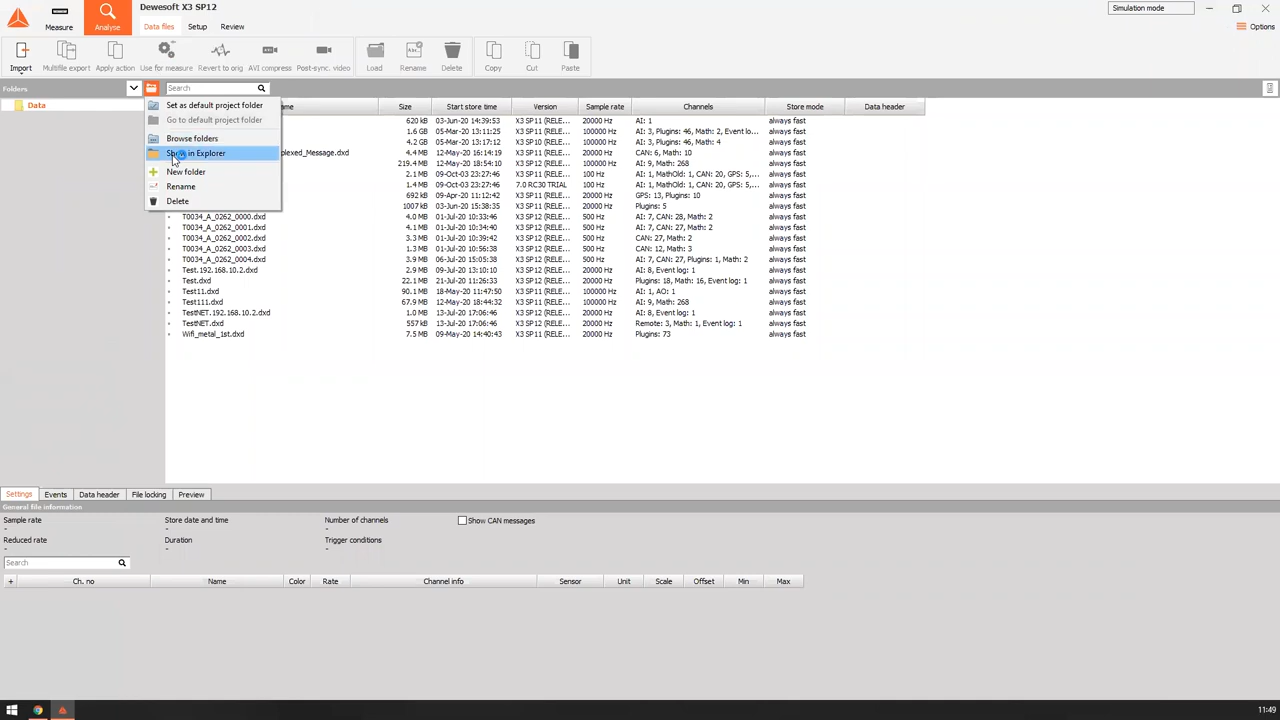 Dewesoft X3 SP12
Simulation mode
Measure
Analyse
Data files
Setup
Review
Options
Import
Multifile export
Apply action
Use for measure
Revert to orig
AVI compress
Post-sync. video
Load
Rename
Delete
Copy
Cut
Paste
Folders
Search
Data
Set as default project folder
Go to default project folder
Browse folders
in Explorer
New folder
Rename
Delete
Size Start store time Version Sample rate Channels Store mode Data header
620 kB 03-Jun-20 14:39:53 X3 SP11 (RELE... 20000 Hz AI: 1 always fast
1.6 GB 05-Mar-20 13:11:25 X3 SP10 (RELE... 100000 Hz AI: 3, Plugins: 46, Math: 2, Event lo... always fast
4.2 GB 05-Mar-20 13:17:12 X3 SP10 (RELE... 100000 Hz AI: 3, Plugins: 46, Math: 4 always fast
plexed_Message.dxd 4.4 MB 12-May-20 16:14:19 X3 SP11 (RELE... 20000 Hz CAN: 6, Math: 10 always fast
219.4 MB 12-May-20 18:54:10 X3 SP11 (RELE... 100000 Hz AI: 9, Math: 268 always fast
1.1 MB 09-Oct-03 23:27:46 X3 SP11 (RELE... 100 Hz AI: 1, MathOld: 1, CAN: 20, GPS: 5,... always fast
1.4 MB 09-Oct-03 23:27:46 7.0 RC30 TRIAL 100 Hz AI: 1, MathOld: 1, CAN: 20, GPS: 5,... always fast
692 kB 09-Apr-20 11:12:42 X3 SP11 (RELE... 20000 Hz GPS: 13, Plugins: 10 always fast
1007 kB 03-Jun-20 15:38:35 X3 SP11 (RELE... 20000 Hz Plugins: 5 always fast
T0034_A_0262_0000.dxd 4.0 MB 01-Jul-20 10:33:46 X3 SP12 (RELE... 500 Hz AI: 7, CAN: 28, Math: 2 always fast
T0034_A_0262_0001.dxd 4.1 MB 01-Jul-20 10:34:40 X3 SP12 (RELE... 500 Hz AI: 7, CAN: 27, Math: 2 always fast
T0034_A_0262_0002.dxd 3.3 MB 01-Jul-20 10:39:42 X3 SP12 (RELE... 500 Hz CAN: 27, Math: 2 always fast
T0034_A_0262_0003.dxd 1.3 MB 01-Jul-20 10:56:38 X3 SP12 (RELE... 500 Hz CAN: 12, Math: 3 always fast
T0034_A_0262_0004.dxd 3.9 MB 06-Jul-20 15:05:38 X3 SP12 (RELE... 500 Hz AI: 7, CAN: 27, Plugins: 1, Math: 2 always fast
Test.192.168.10.2.dxd 2.9 MB 09-Jul-20 13:10:10 X3 SP12 (RELE... 20000 Hz AI: 8, Event log: 1 always fast
Test.dxd 22.1 MB 21-Jul-20 11:26:33 X3 SP12 (RELE... 20000 Hz Plugins: 18, Math: 16, Event log: 1 always fast
Test11.dxd 90.1 MB 18-May-20 11:47:50 X3 SP11 (RELE... 100000 Hz AI: 1, AO: 1 always fast
Test111.dxd 67.9 MB 12-May-20 18:44:32 X3 SP11 (RELE... 100000 Hz AI: 9, Math: 268 always fast
TestNET.192.168.10.2.dxd 1.0 MB 13-Jul-20 17:06:46 X3 SP12 (RELE... 20000 Hz AI: 8, Event log: 1 always fast
TestNET.dxd 557 kB 13-Jul-20 17:06:46 X3 SP12 (RELE... 20000 Hz Remote: 3, Math: 1, Event log: 1 always fast
Wifi_metal_1st.dxd 7.5 MB 09-May-20 14:40:43 X3 SP11 (RELE... 20000 Hz Plugins: 73 always fast
Settings Events Data header File locking Preview
General file information
Sample rate Store date and time Number of channels Show CAN messages
- - -
Reduced rate Duration Trigger conditions
- - -
Search
+ Ch. no Name Color Rate Channel info Sensor Unit Scale Offset Min Max
11:49